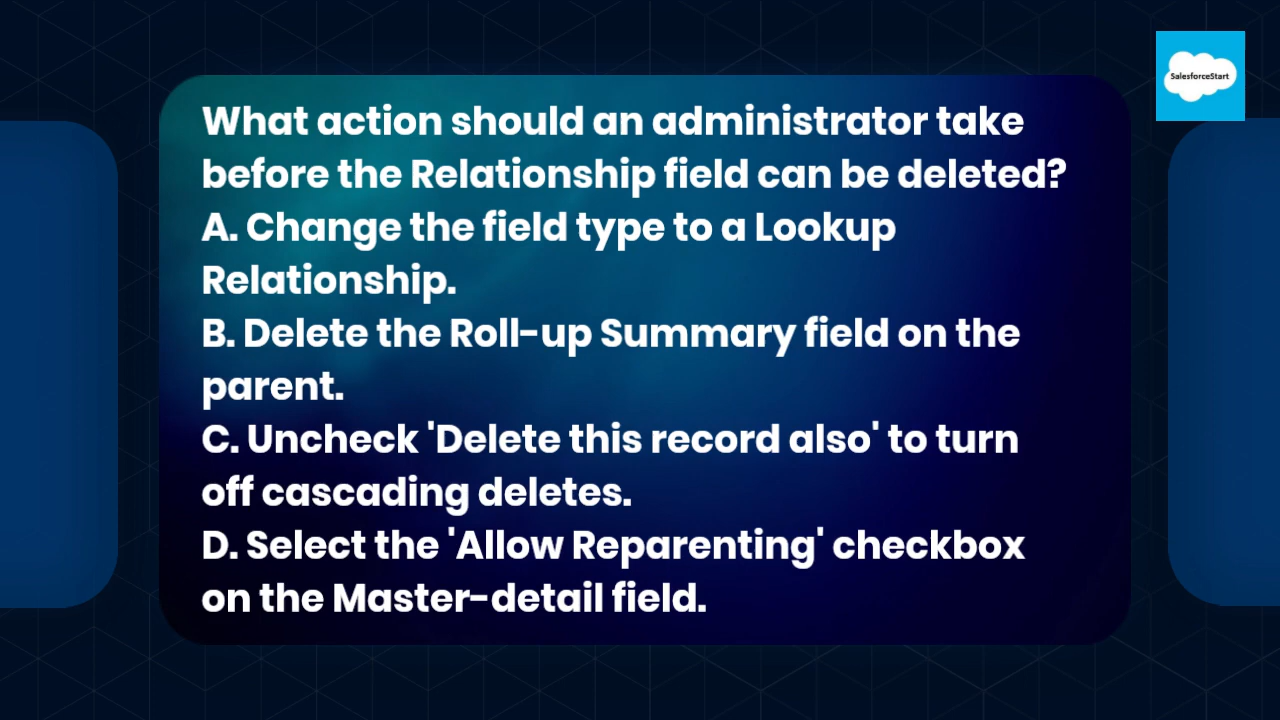 SalesforceStart
What action should an administrator take
before the Relationship field can be deleted?
A. Change the field type to a Lookup
Relationship.
B. Delete the Roll-up Summary field on the
parent.
C. Uncheck 'Delete this record also' to turn
off cascading deletes.
D. Select the 'Allow Reparenting' checkbox
on the Master-detail field.